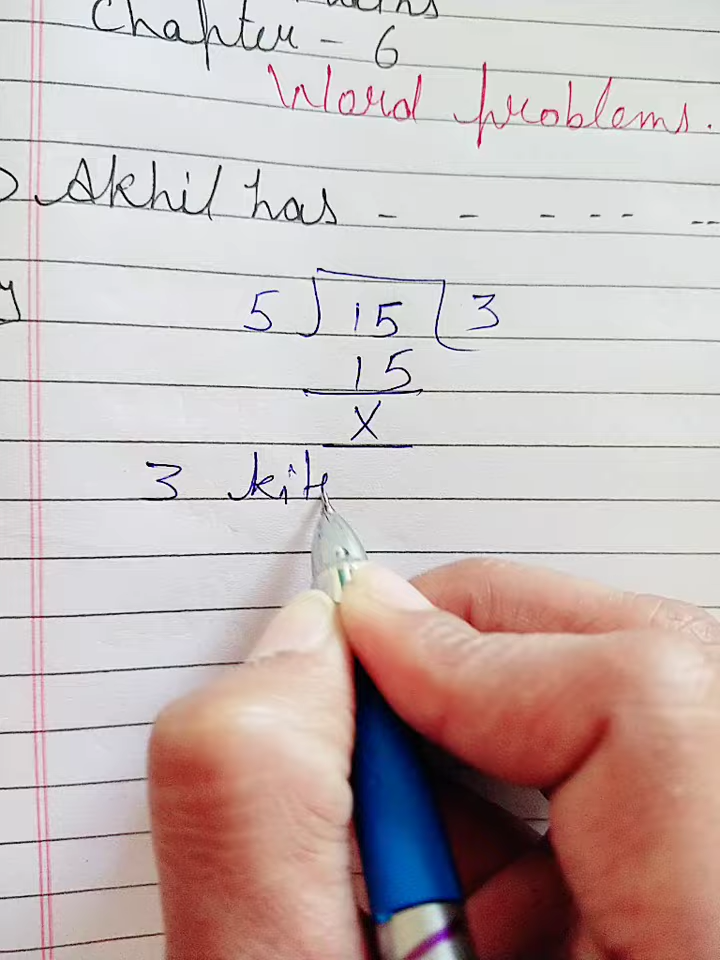 Chapter - 6
Word problems.
Akhil has - - - - - --
5 ) 15 ( 3
15
X
3 kite